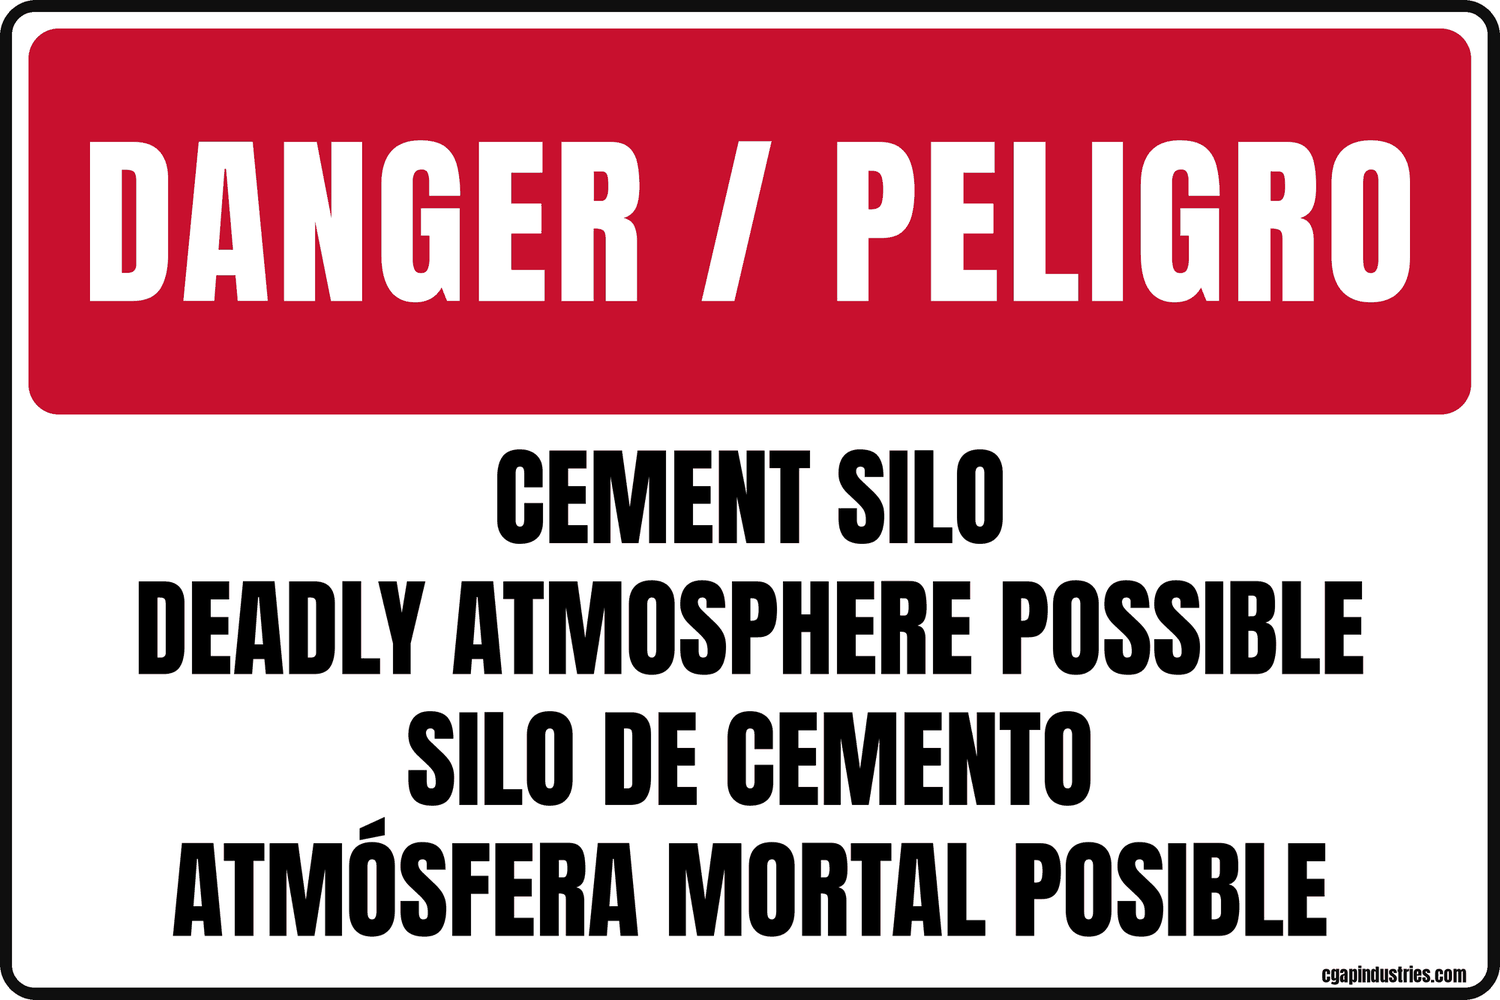 DANGER / PELIGRO
CEMENT SILO
DEADLY ATMOSPHERE POSSIBLE
SILO DE CEMENTO
ATMÓSFERA MORTAL POSIBLE
cgapindustries.com